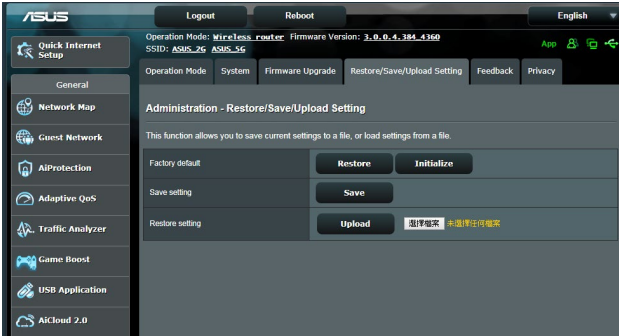 ASUS
Logout Reboot English
Operation Mode: Wireless router Firmware Version: 3.0.0.4.384_4360
SSID: ASUS_2G ASUS_5G
App
Quick Internet
Setup
Operation Mode System Firmware Upgrade Restore/Save/Upload Setting Feedback Privacy
General
Network Map
Guest Network
AiProtection
Adaptive QoS
Traffic Analyzer
Game Boost
USB Application
AiCloud 2.0
Administration - Restore/Save/Upload Setting
This function allows you to save current settings to a file, or load settings from a file.
Factory default Restore Initialize
Save setting Save
Restore setting Upload 選擇檔案 未選擇任何檔案